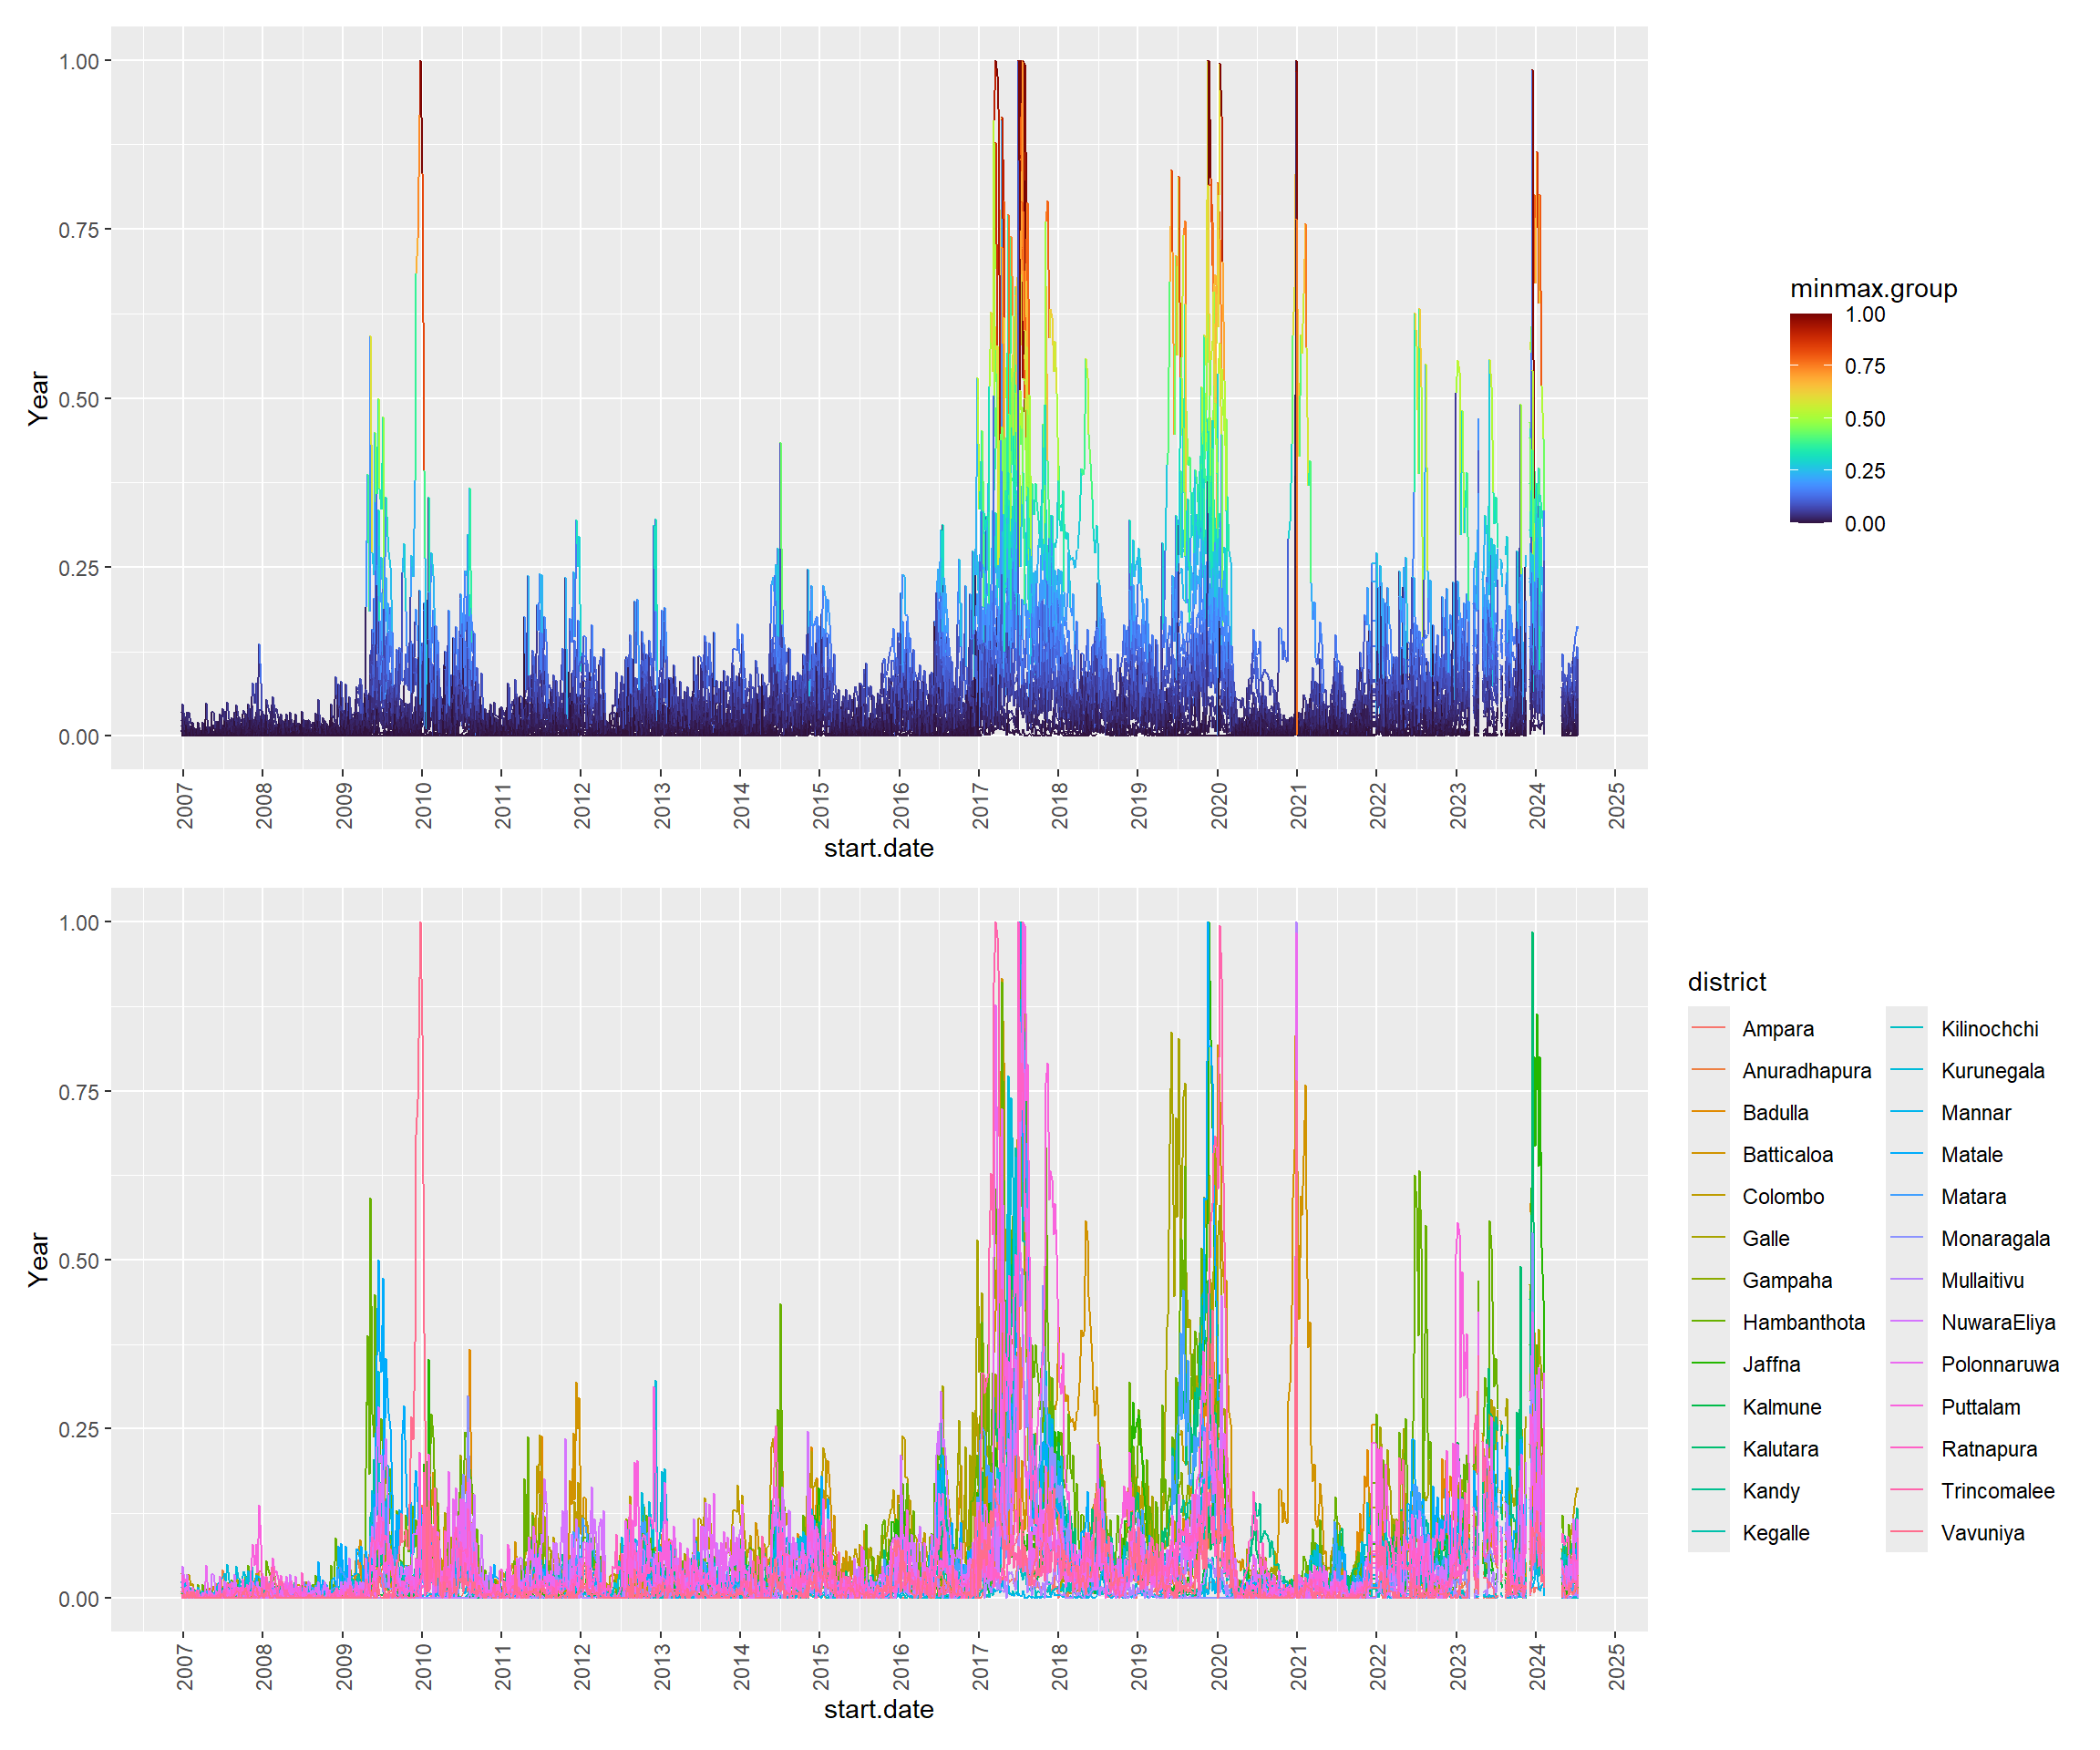 1.00
0.75
0.50
0.25
0.00
Year
2007
2008
2009
2010
2011
2012
2013
2014
2015
2016
2017
2018
2019
2020
2021
2022
2023
2024
2025
start.date
minmax.group
1.00
0.75
0.50
0.25
0.00
1.00
0.75
0.50
0.25
0.00
Year
2007
2008
2009
2010
2011
2012
2013
2014
2015
2016
2017
2018
2019
2020
2021
2022
2023
2024
2025
start.date
district
Ampara
Anuradhapura
Badulla
Batticaloa
Colombo
Galle
Gampaha
Hambanthota
Jaffna
Kalmune
Kalutara
Kandy
Kegalle
Kilinochchi
Kurunegala
Mannar
Matale
Matara
Monaragala
Mullaitivu
NuwaraEliya
Polonnaruwa
Puttalam
Ratnapura
Trincomalee
Vavuniya